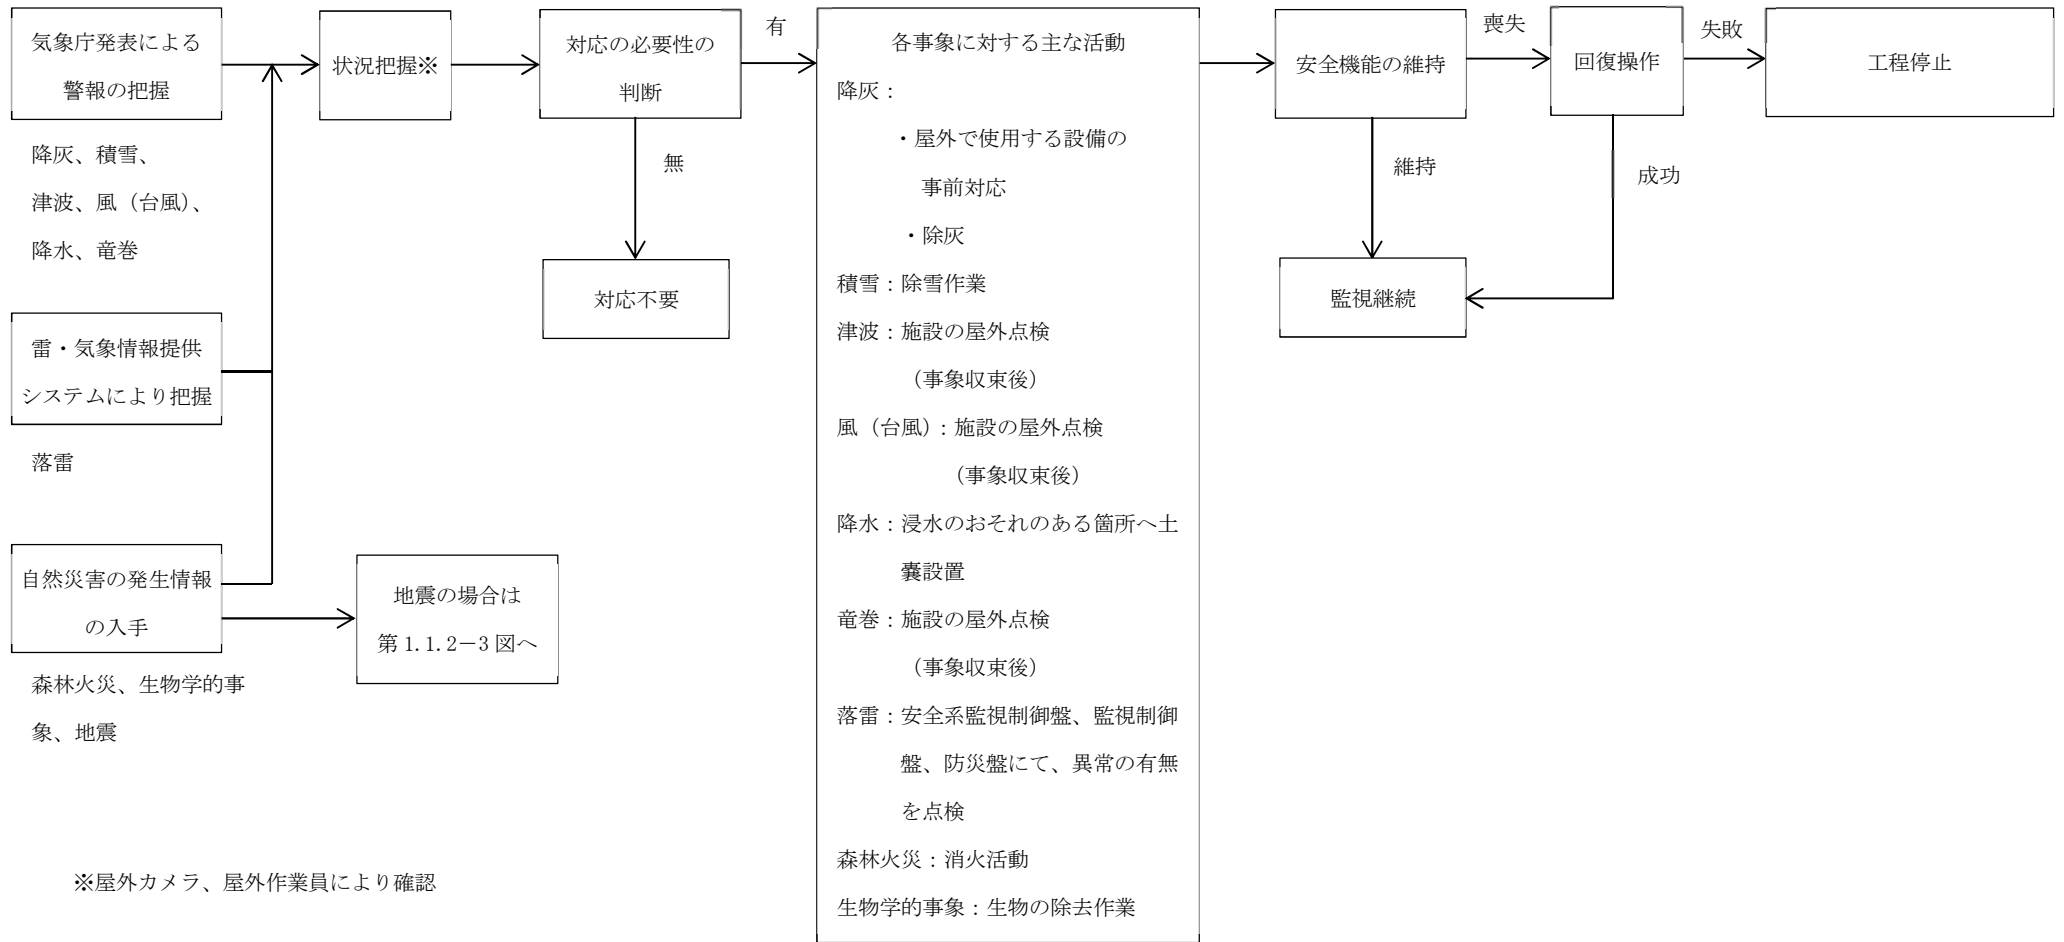 気象庁発表による
警報の把握
降灰、積雪、
津波、風（台風）、
降水、竜巻
雷・気象情報提供
システムにより把握
落雷
自然災害の発生情報
の入手
森林火災、生物学的事
象、地震
地震の場合は
第1.1.2－3図へ
状況把握※
対応の必要性の
判断
有
無
対応不要
各事象に対する主な活動
降灰：
・屋外で使用する設備の
事前対応
・除灰
積雪：除雪作業
津波：施設の屋外点検
（事象収束後）
風（台風）：施設の屋外点検
（事象収束後）
降水：浸水のおそれのある箇所へ土
嚢設置
竜巻：施設の屋外点検
（事象収束後）
落雷：安全系監視制御盤、監視制御
盤、防災盤にて、異常の有無
を点検
森林火災：消火活動
生物学的事象：生物の除去作業
安全機能の維持
喪失
維持
監視継続
回復操作
失敗
成功
工程停止
※屋外カメラ、屋外作業員により確認